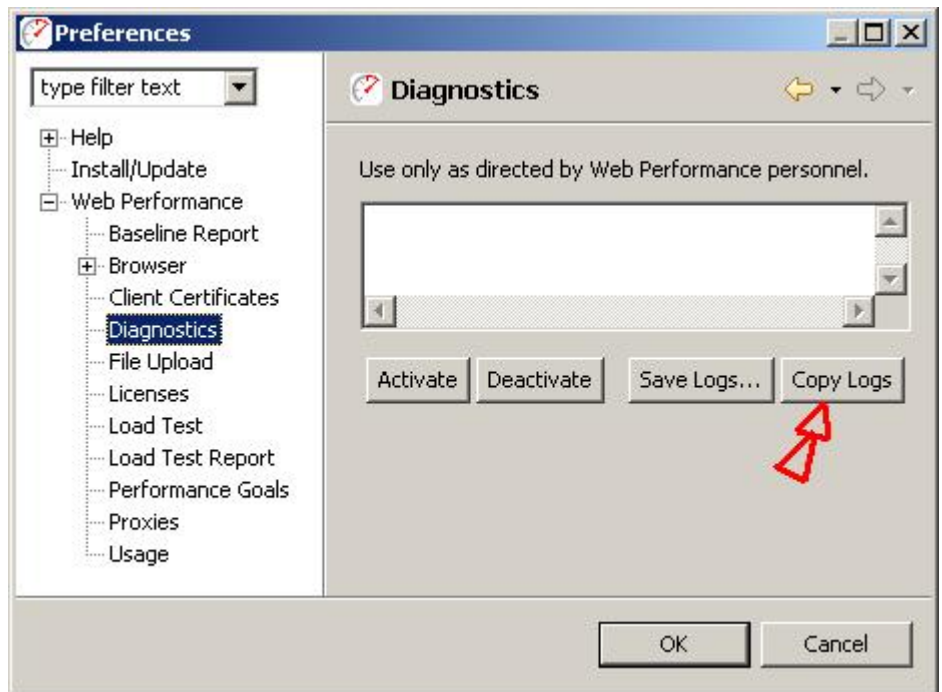 Preferences
type filter text
Help
Install/Update
Web Performance
Baseline Report
Browser
Client Certificates
Diagnostics
File Upload
Licenses
Load Test
Load Test Report
Performance Goals
Proxies
Usage
Diagnostics
Use only as directed by Web Performance personnel.
Activate Deactivate Save Logs... Copy Logs
OK Cancel